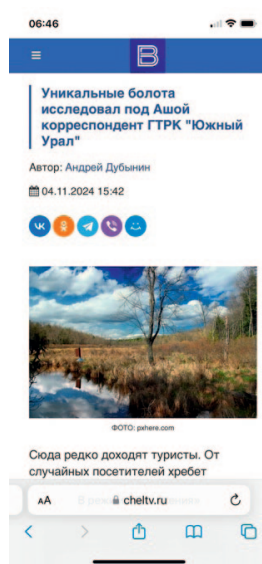 06:46
B
Уникальные болота
исследовал под Ашой
корреспондент ГТРК "Южный
Урал"
Автор: Андрей Дубынин
04.11.2024 15:42
ФОТО: pxhere.com
Сюда редко доходят туристы. От
случайных посетителей хребет
AA
cheltv.ru